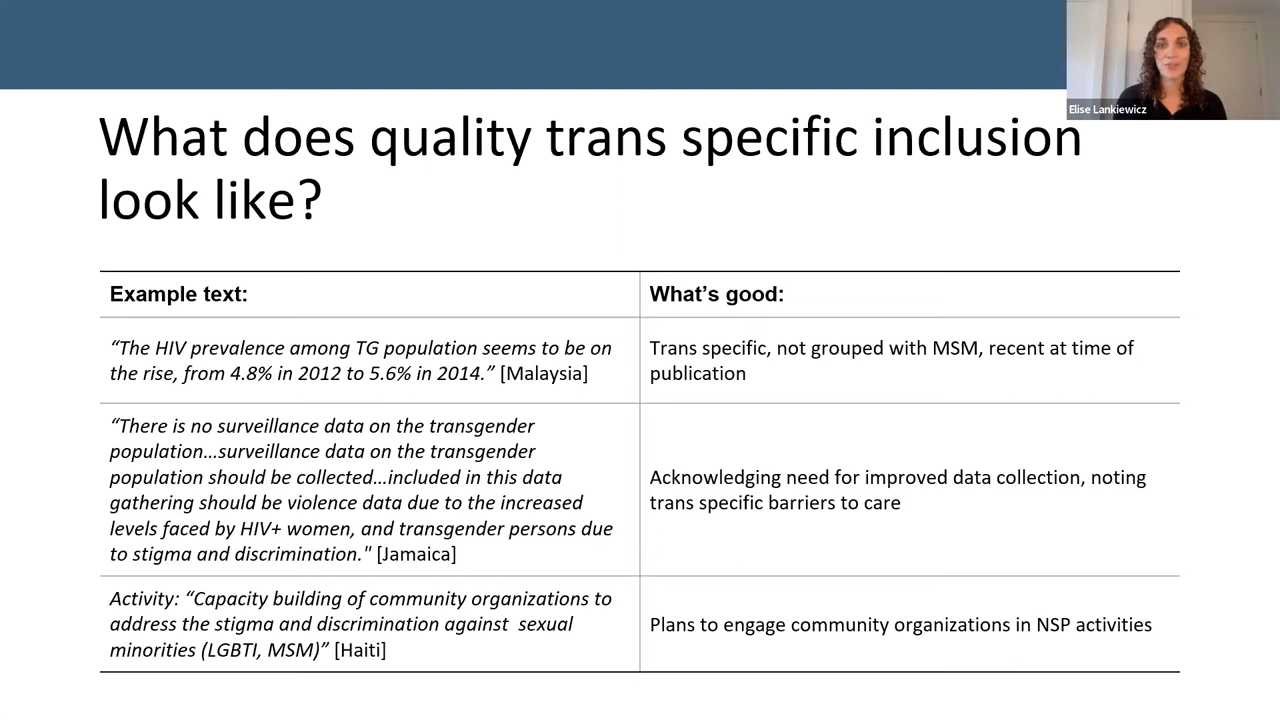 Elise Lankiewicz
What does quality trans specific inclusion
look like?
Example text:
What’s good:
“The HIV prevalence among TG population seems to be on
the rise, from 4.8% in 2012 to 5.6% in 2014.” [Malaysia]
Trans specific, not grouped with MSM, recent at time of
publication
“There is no surveillance data on the transgender
population…surveillance data on the transgender
population should be collected…included in this data
gathering should be violence data due to the increased
levels faced by HIV+ women, and transgender persons due
to stigma and discrimination." [Jamaica]
Acknowledging need for improved data collection, noting
trans specific barriers to care
Activity: “Capacity building of community organizations to
address the stigma and discrimination against  sexual
minorities (LGBTI, MSM)” [Haiti]
Plans to engage community organizations in NSP activities